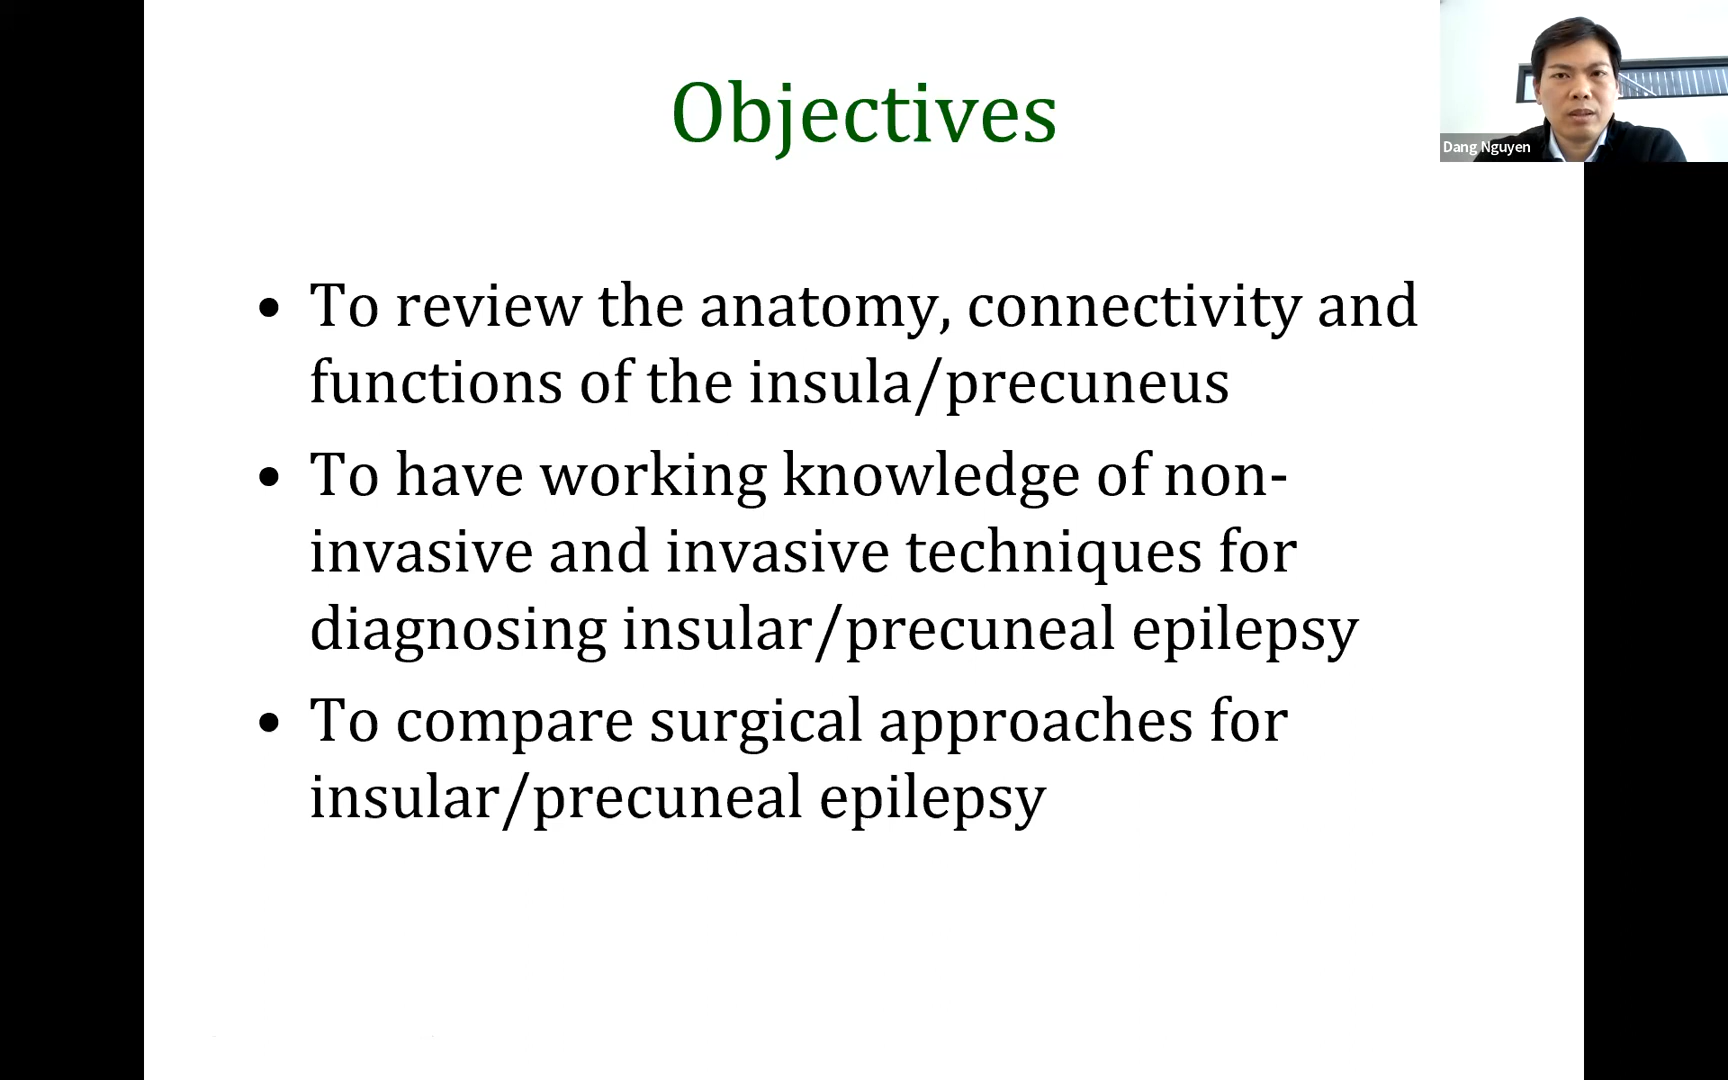 Objectives
Dang Nguyen
• To review the anatomy, connectivity and
functions of the insula/precuneus
• To have working knowledge of non-
invasive and invasive techniques for
diagnosing insular/precuneal epilepsy
• To compare surgical approaches for
insular/precuneal epilepsy